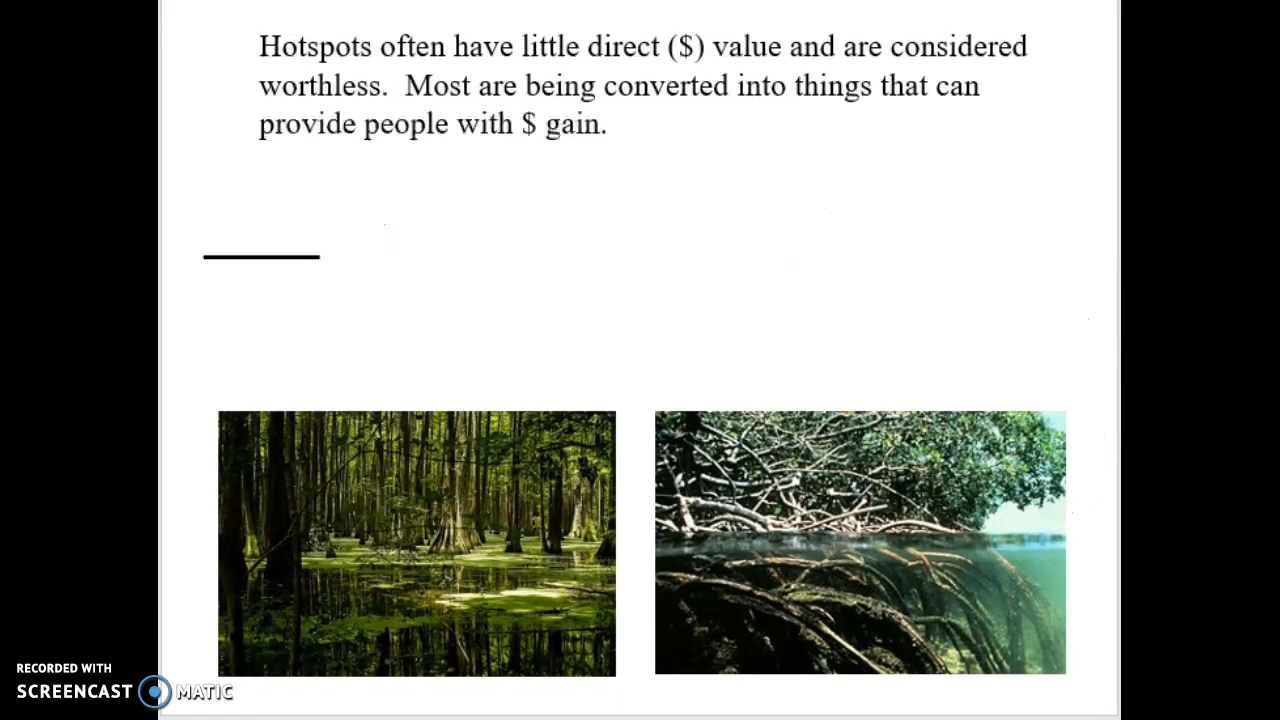 Hotspots often have little direct ($) value and are considered
worthless.  Most are being converted into things that can
provide people with $ gain.
RECORDED WITH
SCREENCAST MATIC